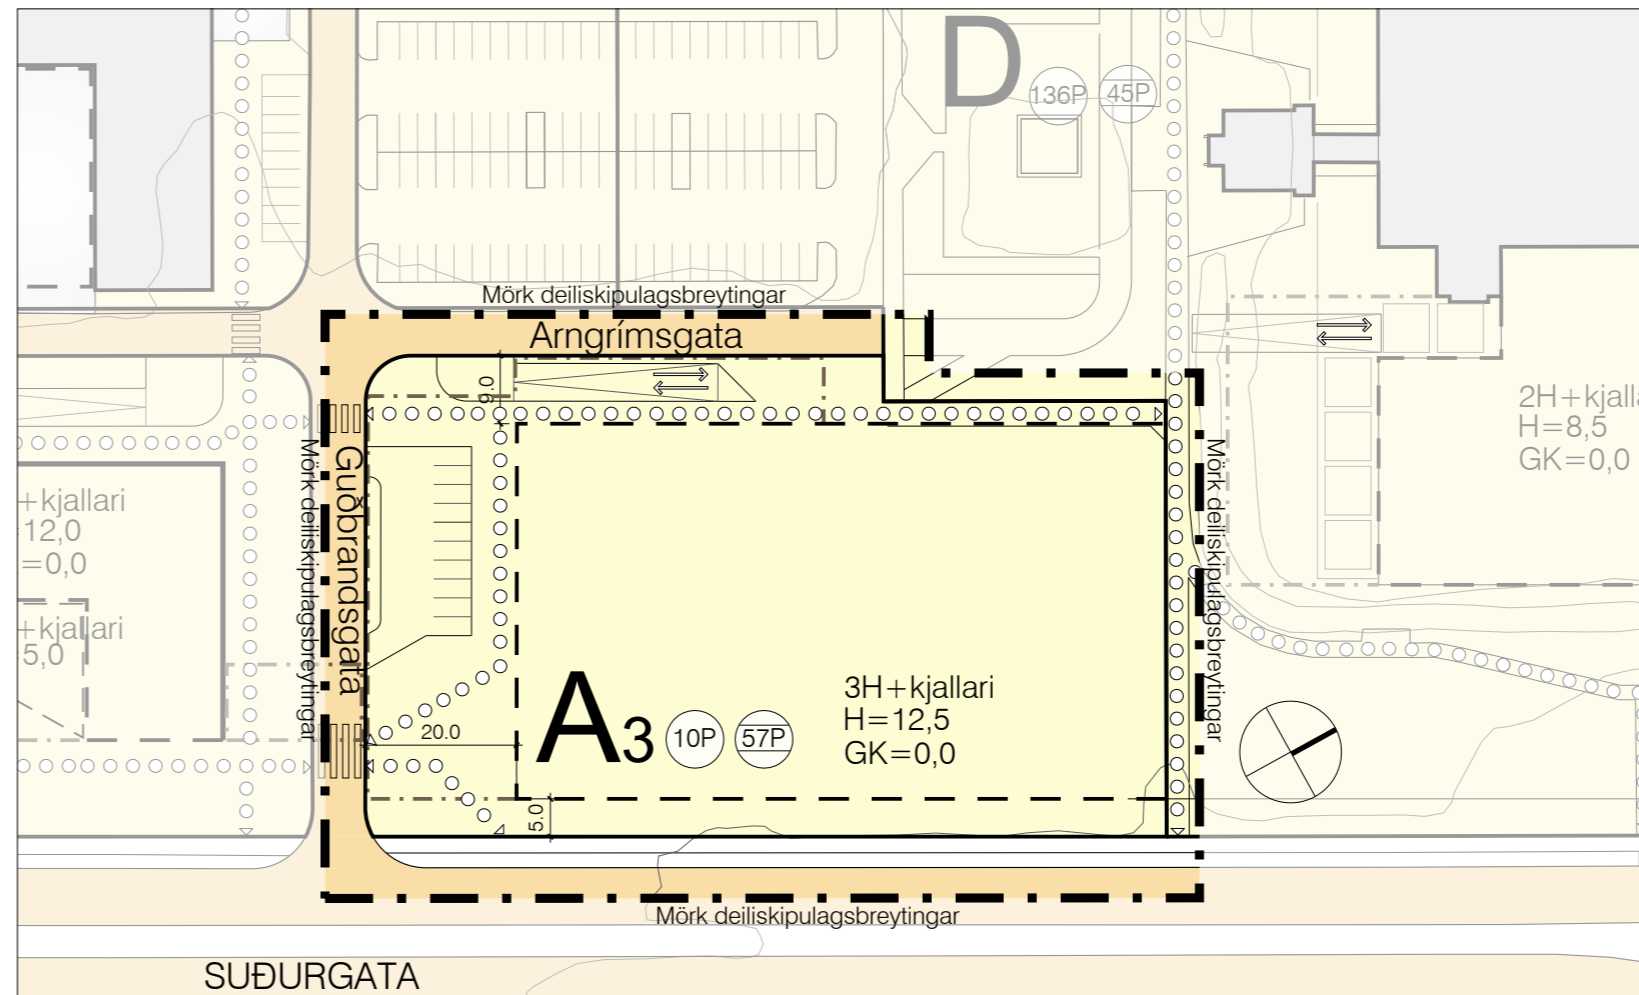 D
136P
45P
Mörk deiliskipulagsbreytingar
Arngrímsgata
9.0
2H+kjalla
H=8,5
GK=0,0
Guðbrandsgata
Mörk deiliskipulagsbreytingar
Mörk deiliskipulagsbreytingar
+kjallari
12,0
=0,0
+kjallari
5,0
20.0
A3
10P
57P
3H+kjallari
H=12,5
GK=0,0
5.0
Mörk deiliskipulagsbreytingar
SUÐURGATA